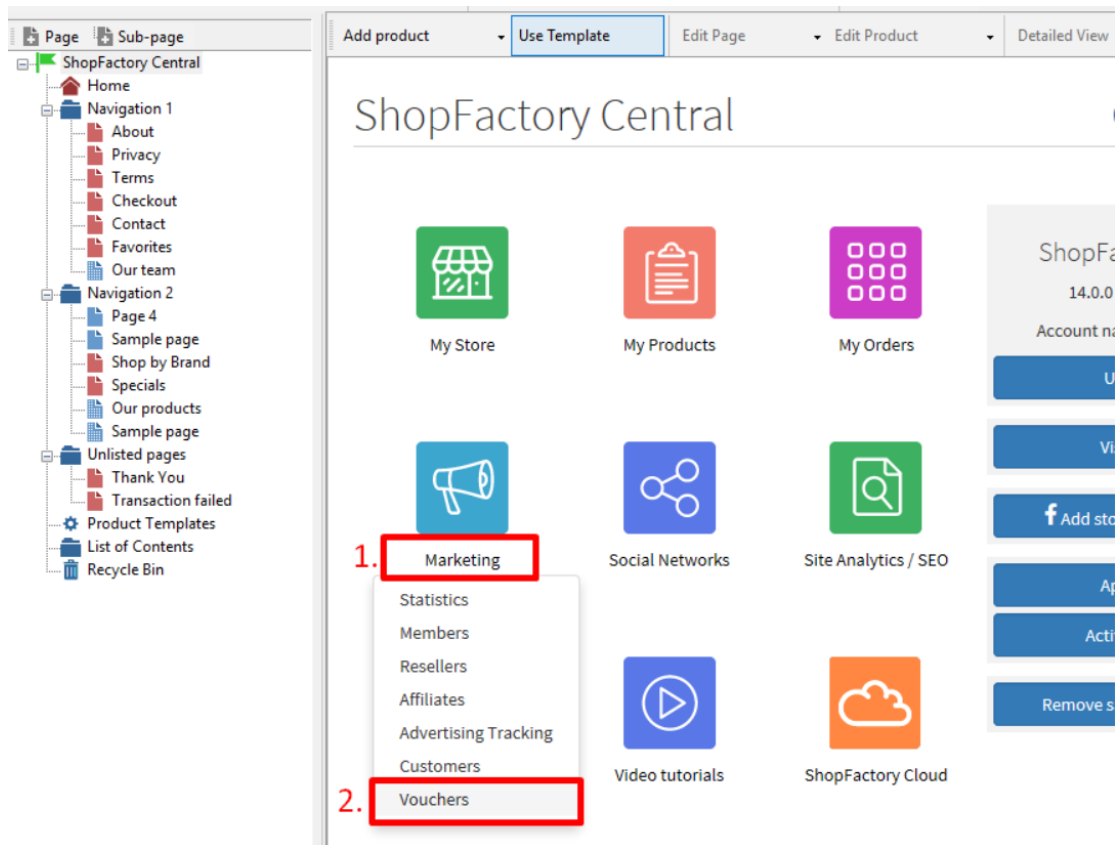 Page Sub-page
ShopFactory Central
Home
Navigation 1
About
Privacy
Terms
Checkout
Contact
Favorites
Our team
Navigation 2
Page 4
Sample page
Shop by Brand
Specials
Our products
Sample page
Unlisted pages
Thank You
Transaction failed
Product Templates
List of Contents
Recycle Bin
Add product Use Template Edit Page Edit Product Detailed View
ShopFactory Central
My Store My Products My Orders
1. Marketing Social Networks Site Analytics / SEO
Statistics
Members
Resellers
Affiliates
Advertising Tracking
Customers
2. Vouchers
Video tutorials ShopFactory Cloud
ShopFa
14.0.0
Account na
U
Vi
f Add sto
Ap
Acti
Remove s